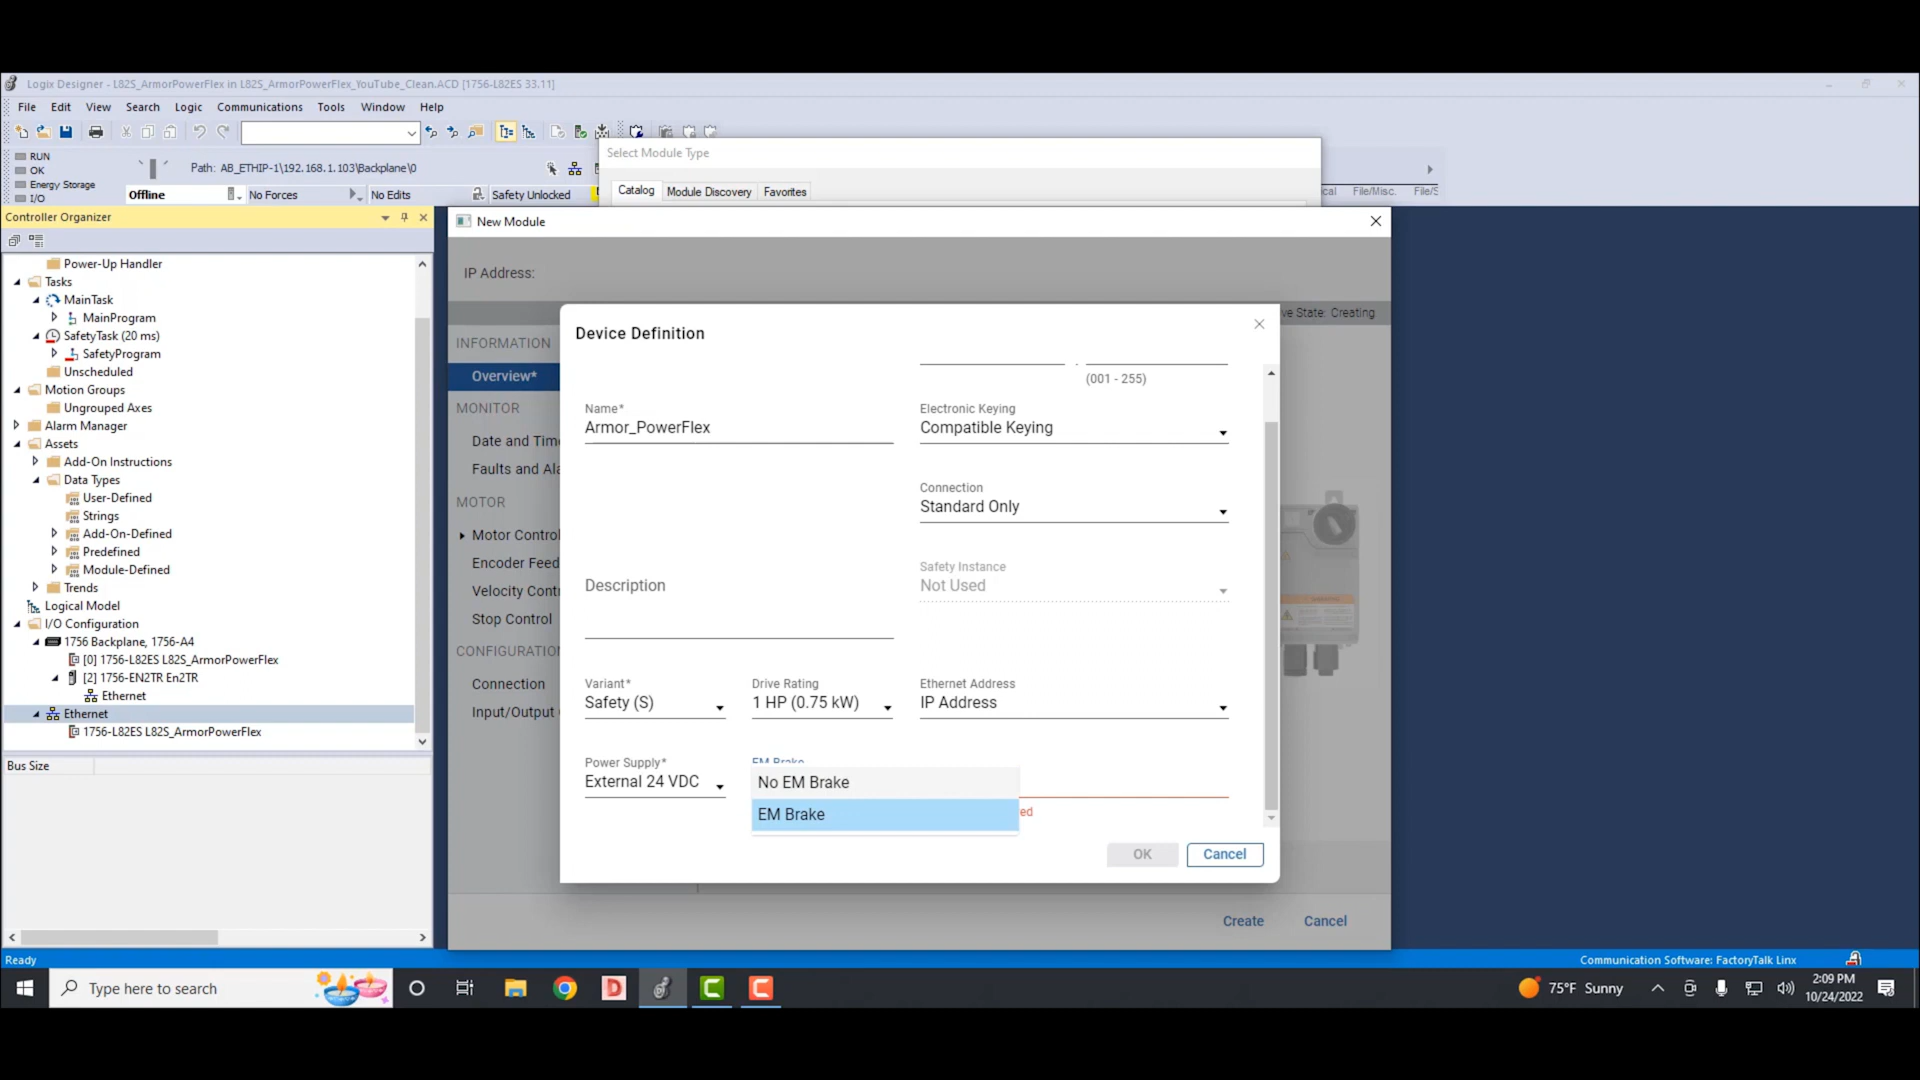 Logix Designer - L82S_ArmorPowerFlex in L82S_ArmorPowerFlex_YouTube_Clean.ACD [1756-L82ES 33.11]
File Edit View Search Logic Communications Tools Window Help
RUN
OK
Energy Storage
I/O
Path: AB_ETHIP-1\192.168.1.103\Backplane\0
Offline
No Forces
No Edits
Safety Unlocked
Select Module Type
Catalog
Module Discovery
Favorites
File/Misc.
Controller Organizer
Power-Up Handler
Tasks
MainTask
MainProgram
SafetyTask (20 ms)
SafetyProgram
Unscheduled
Motion Groups
Ungrouped Axes
Alarm Manager
Assets
Add-On Instructions
Data Types
User-Defined
Strings
Add-On-Defined
Predefined
Module-Defined
Trends
Logical Model
I/O Configuration
1756 Backplane, 1756-A4
[0] 1756-L82ES L82S_ArmorPowerFlex
[2] 1756-EN2TR En2TR
Ethernet
Ethernet
1756-L82ES L82S_ArmorPowerFlex
Bus Size
New Module
IP Address:
ve State: Creating
INFORMATION
Overview*
MONITOR
Date and Time
Faults and Ala
MOTOR
Motor Control
Encoder Feed
Velocity Cont
Stop Control
CONFIGURATION
Connection
Input/Output
Device Definition
(001 - 255)
Name*
Armor_PowerFlex
Electronic Keying
Compatible Keying
Connection
Standard Only
Description
Safety Instance
Not Used
Variant*
Safety (S)
Drive Rating
1 HP (0.75 kW)
Ethernet Address
IP Address
Power Supply*
External 24 VDC
EM Brake
No EM Brake
EM Brake
ed
OK
Cancel
Create
Cancel
Ready
Communication Software: FactoryTalk Linx
Type here to search
75°F Sunny
2:09 PM
10/24/2022